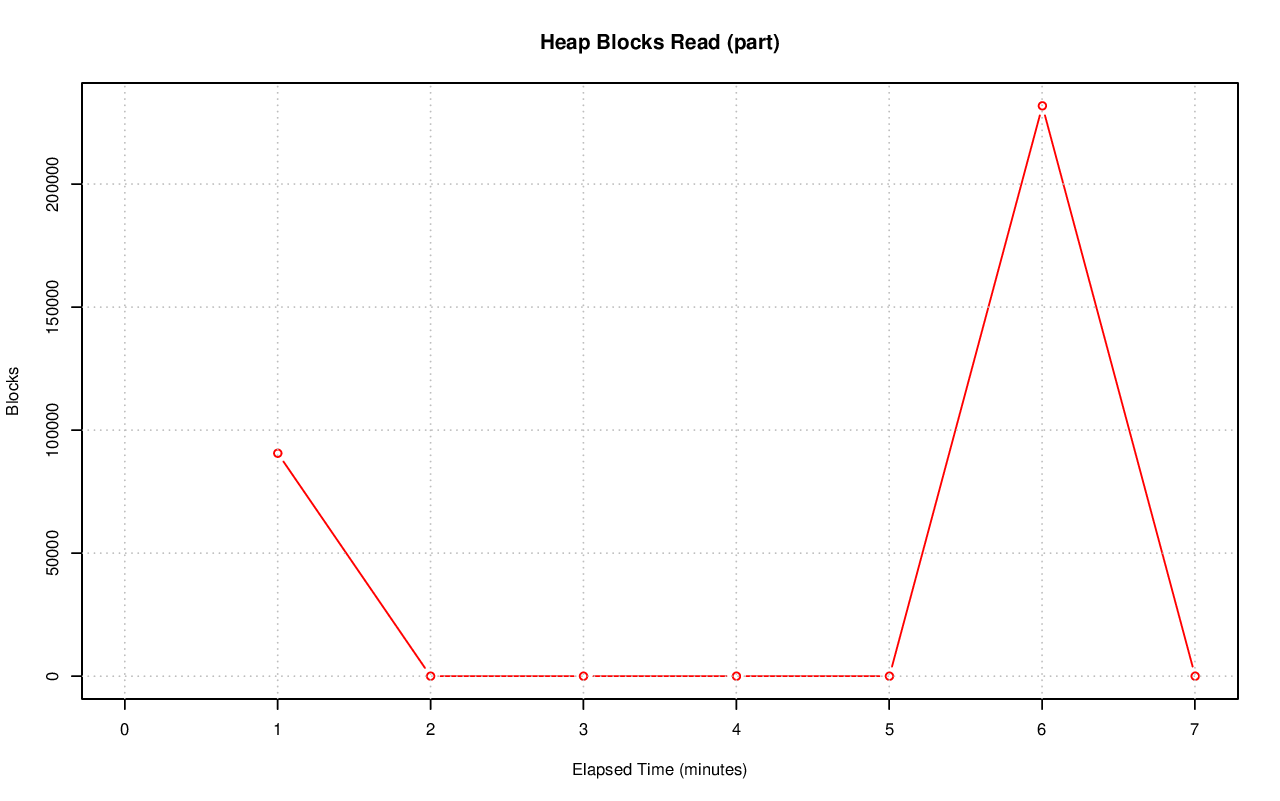 Heap Blocks Read (part)
200000
150000
100000
50000
0
Blocks
0 1 2 3 4 5 6 7
Elapsed Time (minutes)